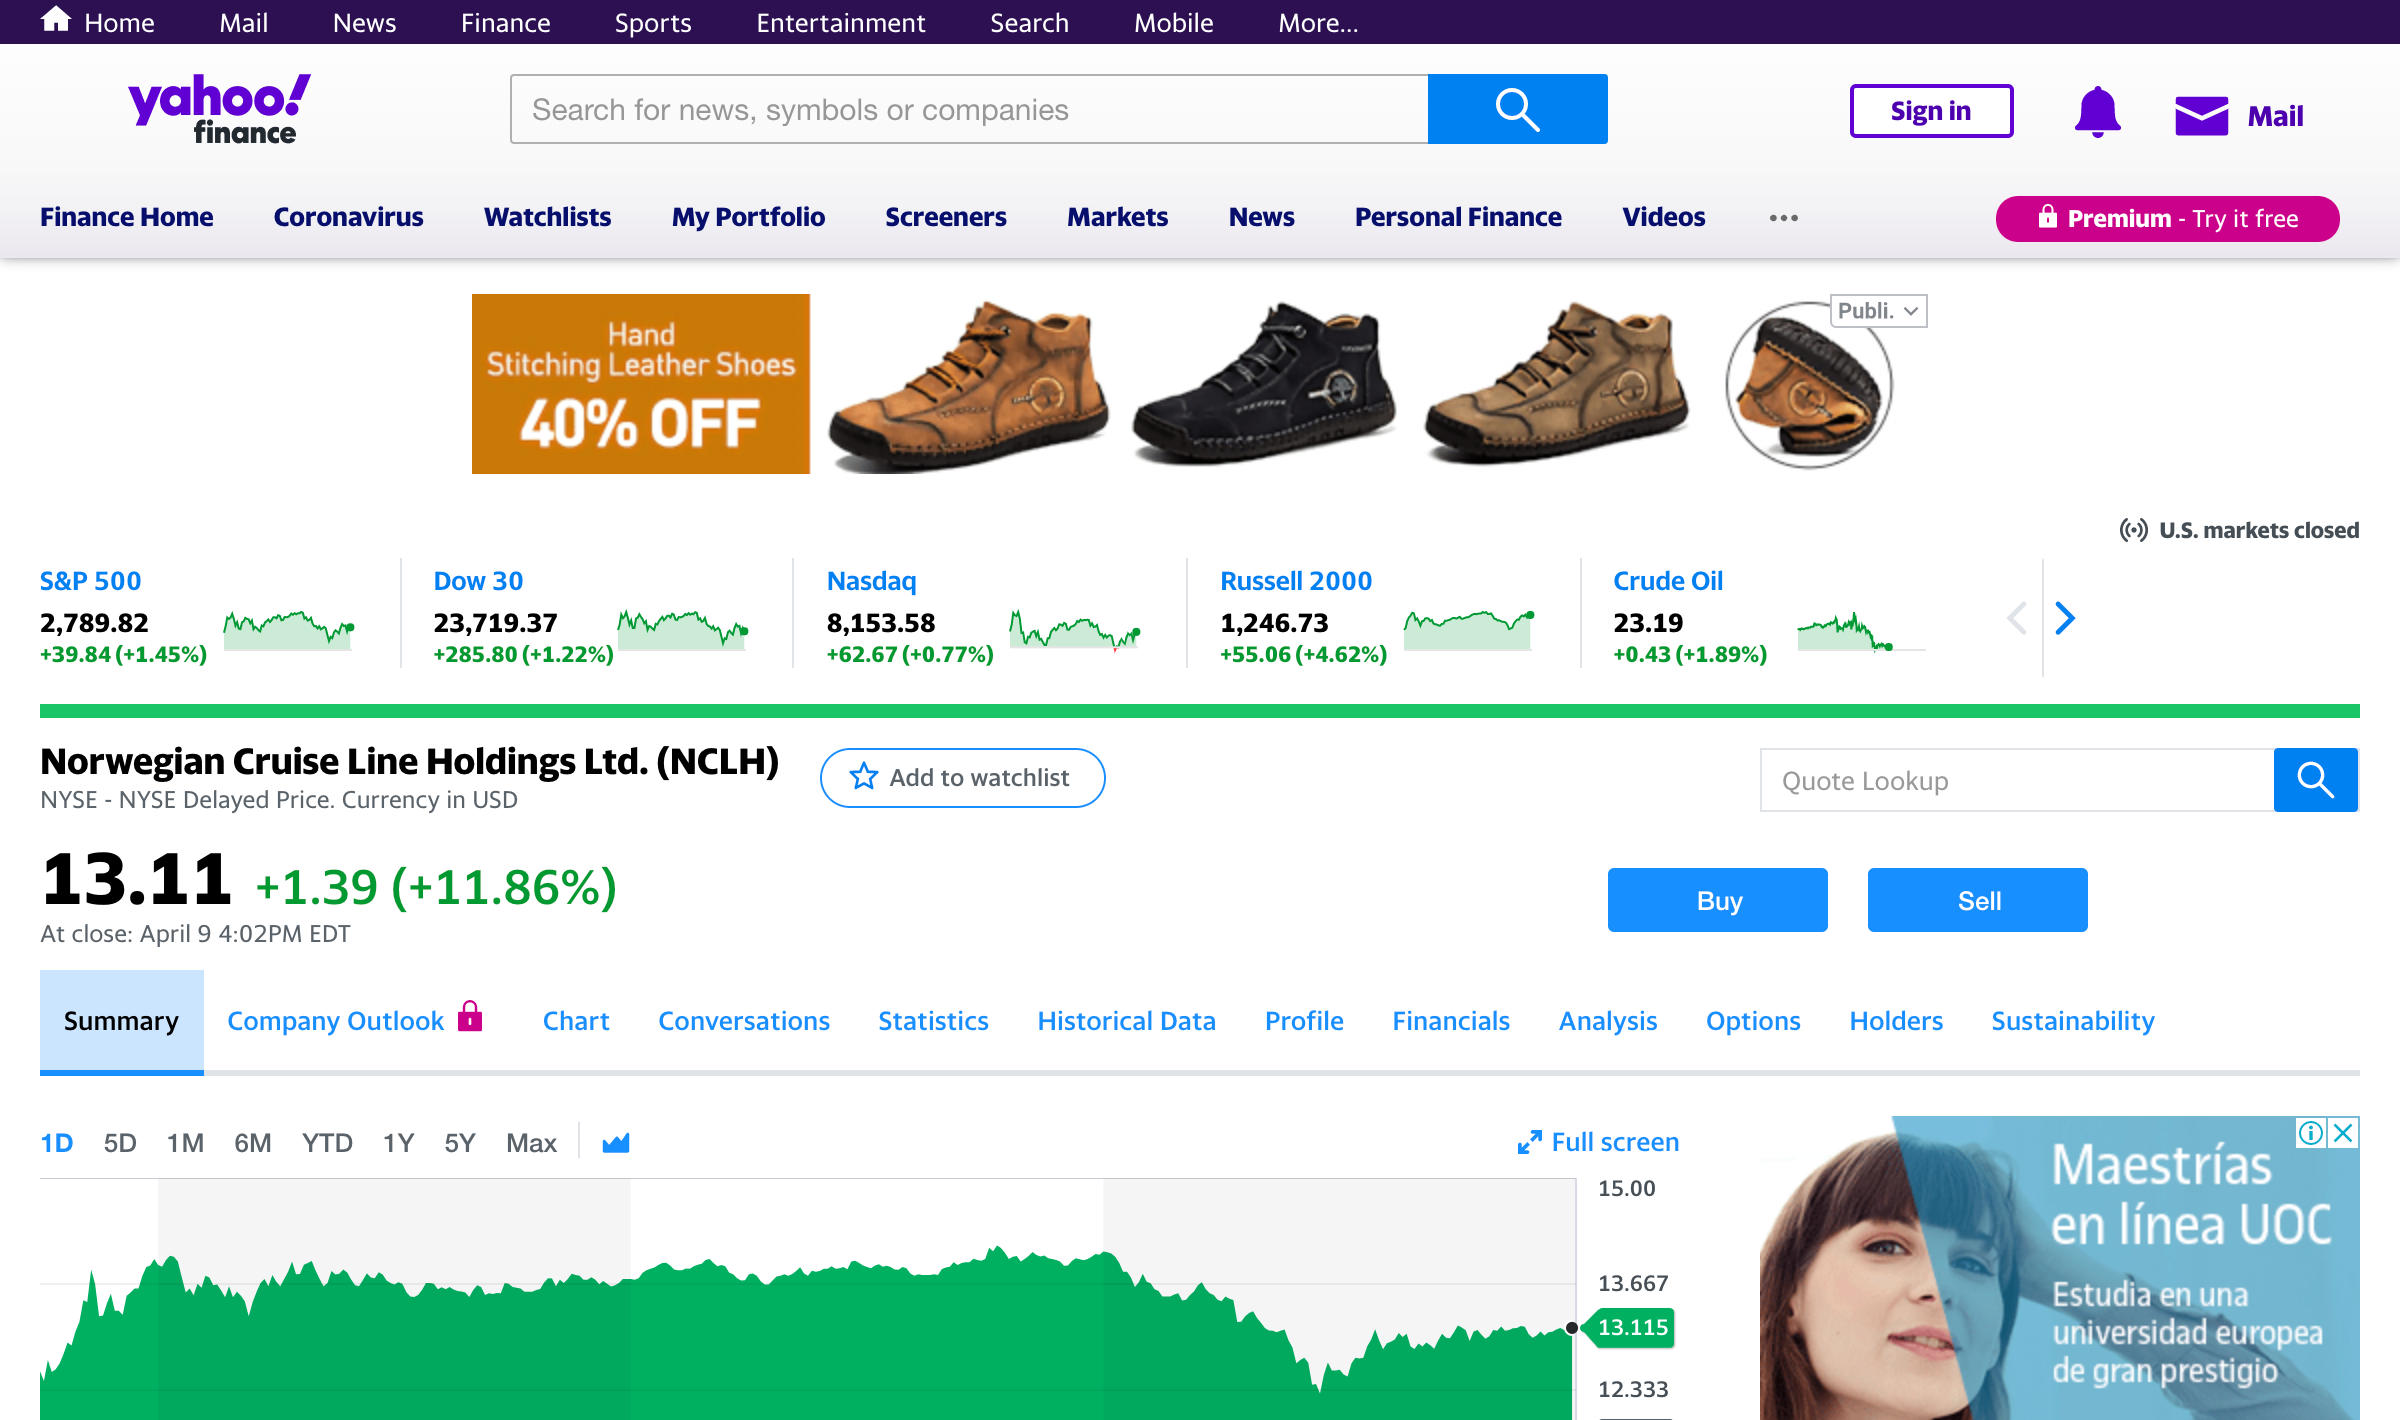 Home Mail News Finance Sports Entertainment Search Mobile More...
yahoo!
finance
Search for news, symbols or companies
Sign in
Mail
Finance Home Coronavirus Watchlists My Portfolio Screeners Markets News Personal Finance Videos •••
Premium - Try it free
Hand
Stitching Leather Shoes
40% OFF
Publi.
U.S. markets closed
S&P 500
2,789.82
+39.84 (+1.45%)
Dow 30
23,719.37
+285.80 (+1.22%)
Nasdaq
8,153.58
+62.67 (+0.77%)
Russell 2000
1,246.73
+55.06 (+4.62%)
Crude Oil
23.19
+0.43 (+1.89%)
Norwegian Cruise Line Holdings Ltd. (NCLH)
NYSE - NYSE Delayed Price. Currency in USD
Add to watchlist
Quote Lookup
13.11 +1.39 (+11.86%)
At close: April 9 4:02PM EDT
Buy
Sell
Summary Company Outlook Chart Conversations Statistics Historical Data Profile Financials Analysis Options Holders Sustainability
1D 5D 1M 6M YTD 1Y 5Y Max
Full screen
15.00
13.667
13.115
12.333
Maestrías
en línea UOC
Estudia en una
universidad europea
de gran prestigio